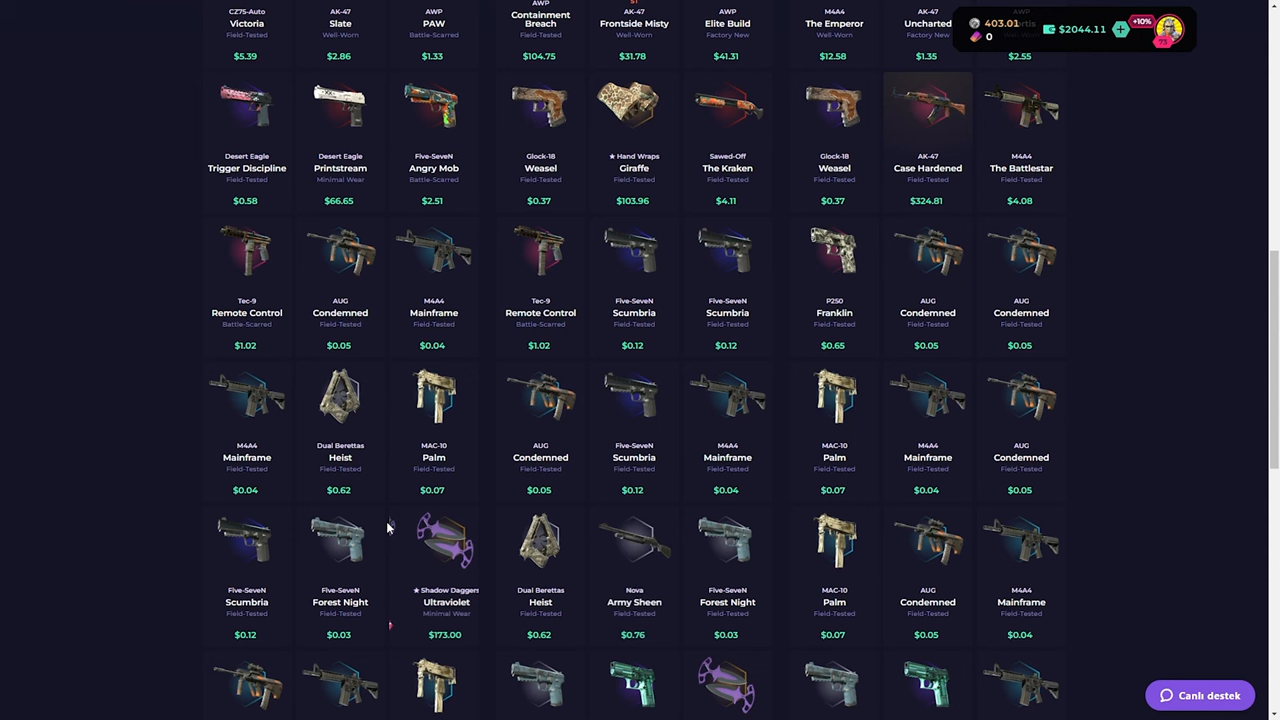 CZ75-Auto
Victoria
Field-Tested
$5.39
AK-47
Slate
Well-Worn
$2.86
AWP
PAW
Battle-Scarred
$1.33
AWP
Containment
Breach
Field-Tested
$104.75
ST
AK-47
Frontside Misty
Well-Worn
$31.78
AWP
Elite Build
Factory New
$41.31
M4A4
The Emperor
Well-Worn
$12.58
AK-47
Uncharted
Factory New
$1.35
$2.55
403.01
0
$2044.11
+10%
Desert Eagle
Trigger Discipline
Field-Tested
$0.58
Desert Eagle
Printstream
Minimal Wear
$66.65
Five-SeveN
Angry Mob
Battle-Scarred
$2.51
Glock-18
Weasel
Field-Tested
$0.37
★ Hand Wraps
Giraffe
Field-Tested
$103.96
Sawed-Off
The Kraken
Field-Tested
$4.11
Glock-18
Weasel
Field-Tested
$0.37
AK-47
Case Hardened
Field-Tested
$324.81
M4A4
The Battlestar
Field-Tested
$4.08
Tec-9
Remote Control
Battle-Scarred
$1.02
AUG
Condemned
Field-Tested
$0.05
M4A4
Mainframe
Field-Tested
$0.04
Tec-9
Remote Control
Battle-Scarred
$1.02
Five-SeveN
Scumbria
Field-Tested
$0.12
Five-SeveN
Scumbria
Field-Tested
$0.12
P250
Franklin
Field-Tested
$0.65
AUG
Condemned
Field-Tested
$0.05
AUG
Condemned
Field-Tested
$0.05
M4A4
Mainframe
Field-Tested
$0.04
Dual Berettas
Heist
Field-Tested
$0.62
MAC-10
Palm
Field-Tested
$0.07
AUG
Condemned
Field-Tested
$0.05
Five-SeveN
Scumbria
Field-Tested
$0.12
M4A4
Mainframe
Field-Tested
$0.04
MAC-10
Palm
Field-Tested
$0.07
M4A4
Mainframe
Field-Tested
$0.04
AUG
Condemned
Field-Tested
$0.05
Five-SeveN
Scumbria
Field-Tested
$0.12
Five-SeveN
Forest Night
Field-Tested
$0.03
★ Shadow Daggers
Ultraviolet
Minimal Wear
$173.00
Dual Berettas
Heist
Field-Tested
$0.62
Nova
Army Sheen
Field-Tested
$0.76
Five-SeveN
Forest Night
Field-Tested
$0.03
MAC-10
Palm
Field-Tested
$0.07
AUG
Condemned
Field-Tested
$0.05
M4A4
Mainframe
Field-Tested
$0.04
Canlı destek